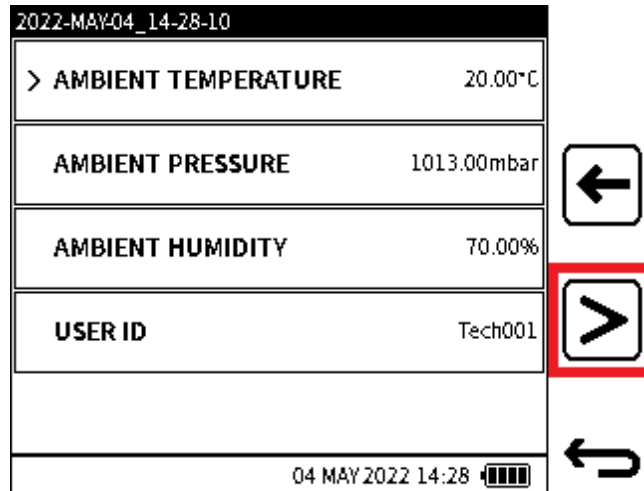 2022-MAY-04_14-28-10
> AMBIENT TEMPERATURE 20.00°C
AMBIENT PRESSURE 1013.00mbar
AMBIENT HUMIDITY 70.00%
USER ID Tech001
04 MAY 2022 14:28